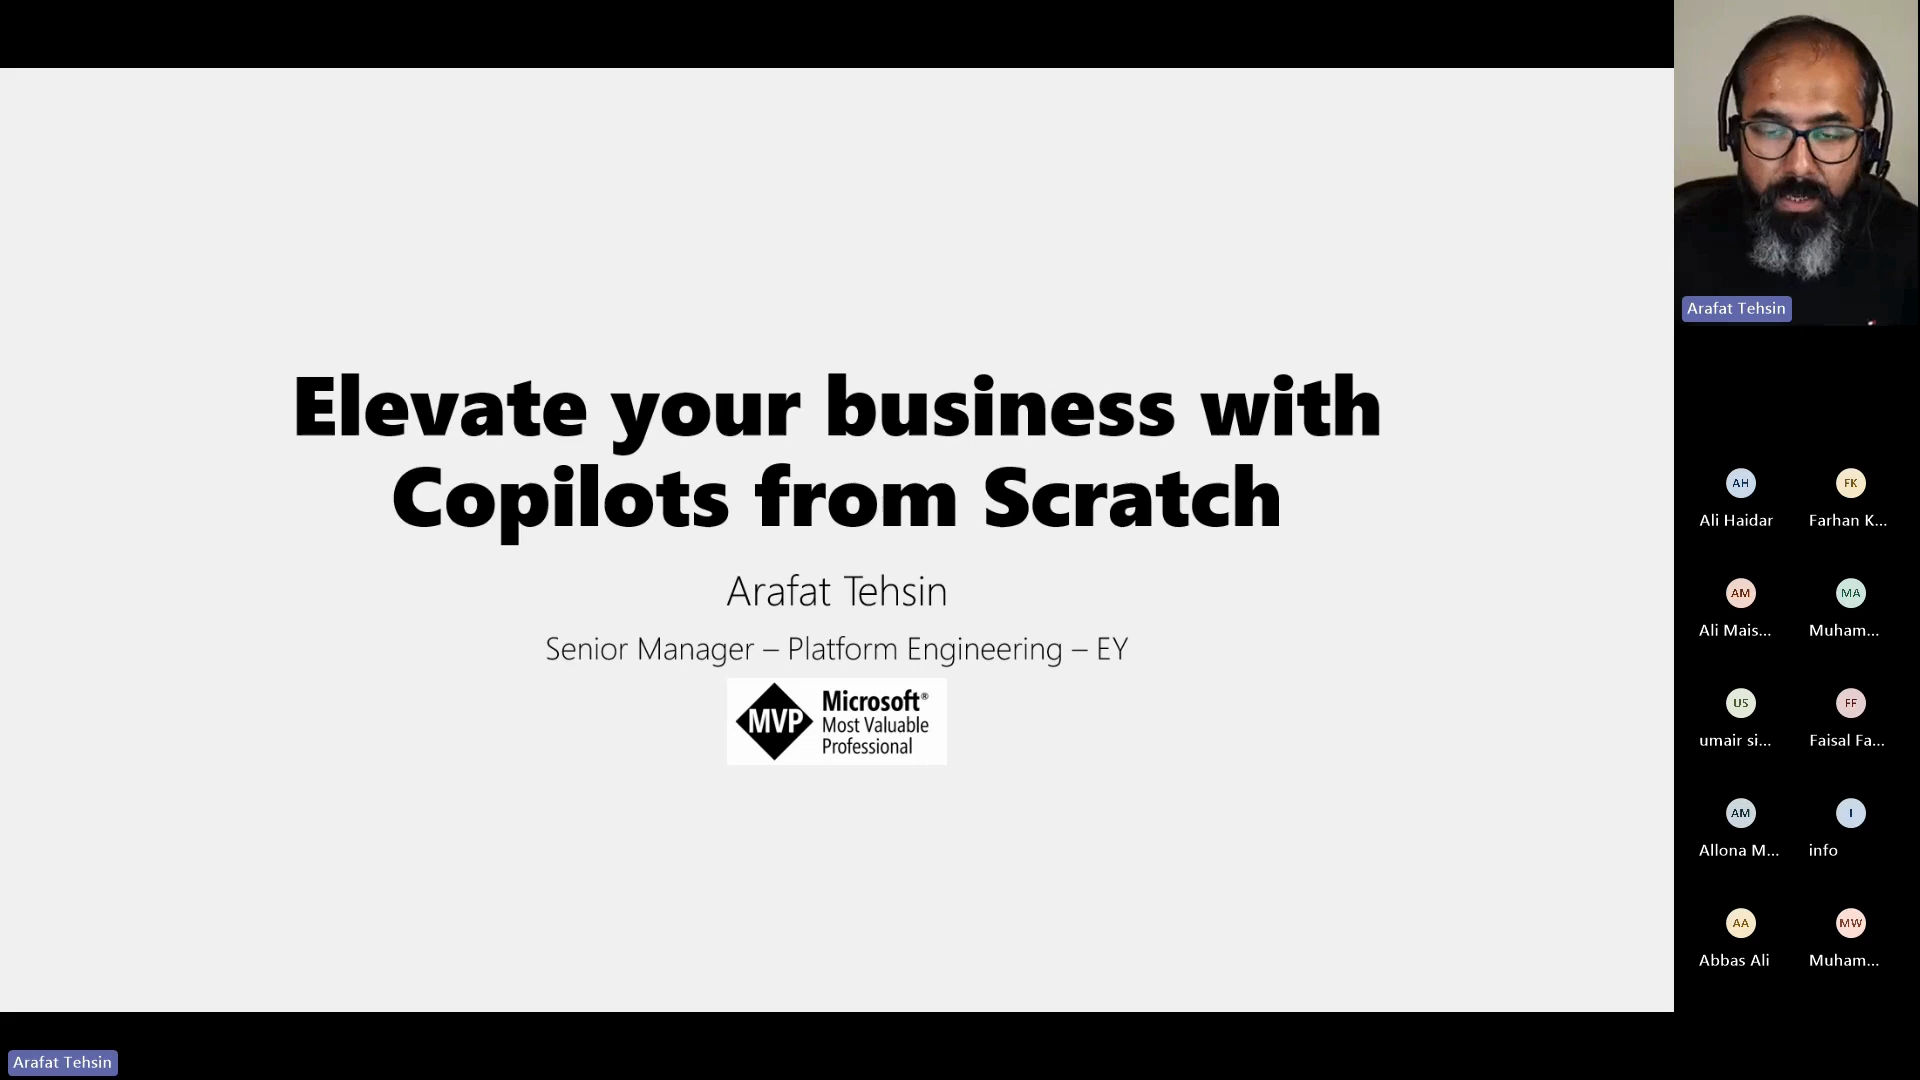 Elevate your business with
Copilots from Scratch
Arafat Tehsin
Senior Manager – Platform Engineering – EY
MVP
Microsoft®
Most Valuable
Professional
Arafat Tehsin
AH
FK
Ali Haidar
Farhan K...
AM
MA
Ali Mais...
Muham...
US
FF
umair si...
Faisal Fa...
AM
I
Allona M...
info
AA
MW
Abbas Ali
Muham...
Arafat Tehsin